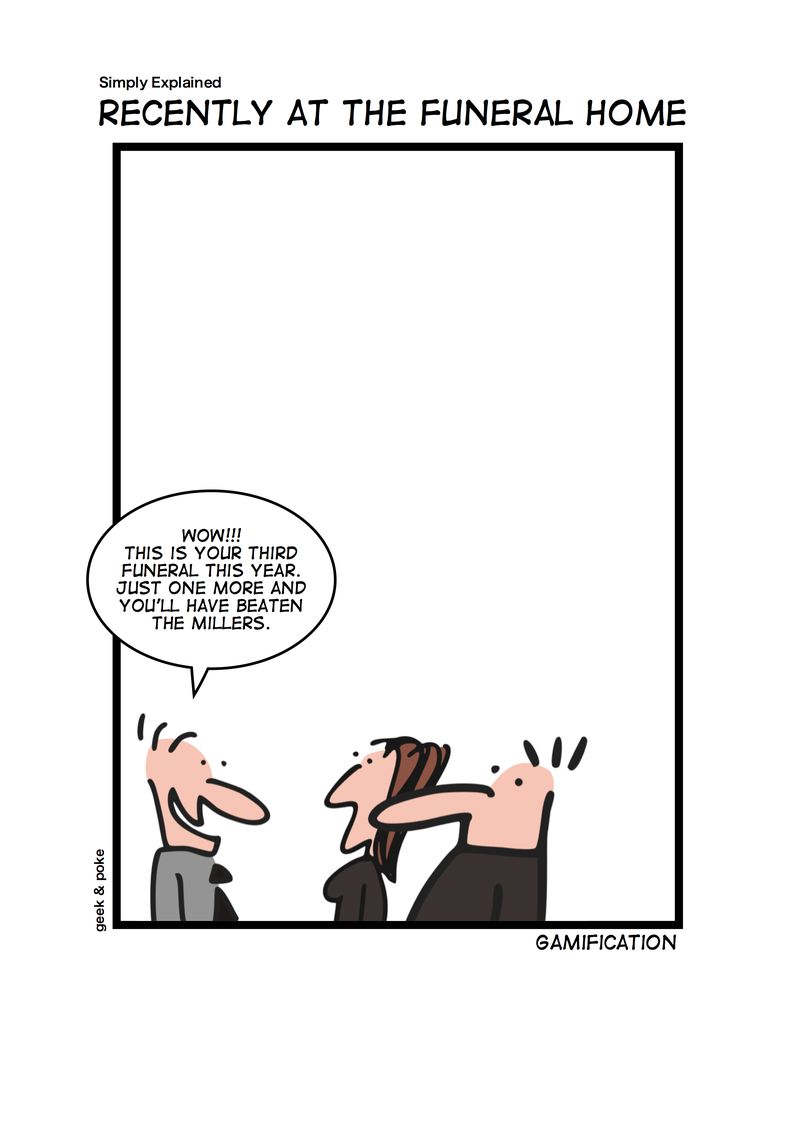 Simply Explained
RECENTLY AT THE FUNERAL HOME
WOW!!!
THIS IS YOUR THIRD
FUNERAL THIS YEAR.
JUST ONE MORE AND
YOU'LL HAVE BEATEN
THE MILLERS.
geek & poke
GAMIFICATION